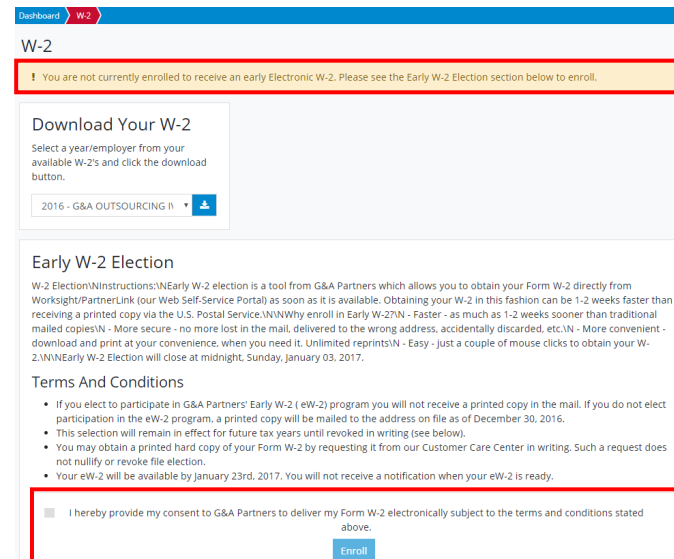 Dashboard W-2
W-2
! You are not currently enrolled to receive an early Electronic W-2. Please see the Early W-2 Election section below to enroll.
Download Your W-2
Select a year/employer from your
available W-2's and click the download
button.
2016 - G&A OUTSOURCING I\
Early W-2 Election
W-2 Election\NInstructions:\NEarly W-2 election is a tool from G&A Partners which allows you to obtain your Form W-2 directly from
Worksight/PartnerLink (our Web Self-Service Portal) as soon as it is available. Obtaining your W-2 in this fashion can be 1-2 weeks faster than
receiving a printed copy via the U.S. Postal Service.\N\NWhy enroll in Early W-2?\N - Faster - as much as 1-2 weeks sooner than traditional
mailed copies\N - More secure - no more lost in the mail, delivered to the wrong address, accidentally discarded, etc.\N - More convenient -
download and print at your convenience, when you need it. Unlimited reprints\N - Easy - just a couple of mouse clicks to obtain your W-
2.\N\NEarly W-2 Election will close at midnight, Sunday, January 03, 2017.
Terms And Conditions
• If you elect to participate in G&A Partners' Early W-2 ( eW-2) program you will not receive a printed copy in the mail. If you do not elect
participation in the eW-2 program, a printed copy will be mailed to the address on file as of December 30, 2016.
• This selection will remain in effect for future tax years until revoked in writing (see below).
• You may obtain a printed hard copy of your Form W-2 by requesting it from our Customer Care Center in writing. Such a request does
not nullify or revoke file election.
• Your eW-2 will be available by January 23rd, 2017. You will not receive a notification when your eW-2 is ready.
I hereby provide my consent to G&A Partners to deliver my Form W-2 electronically subject to the terms and conditions stated
above.
Enroll